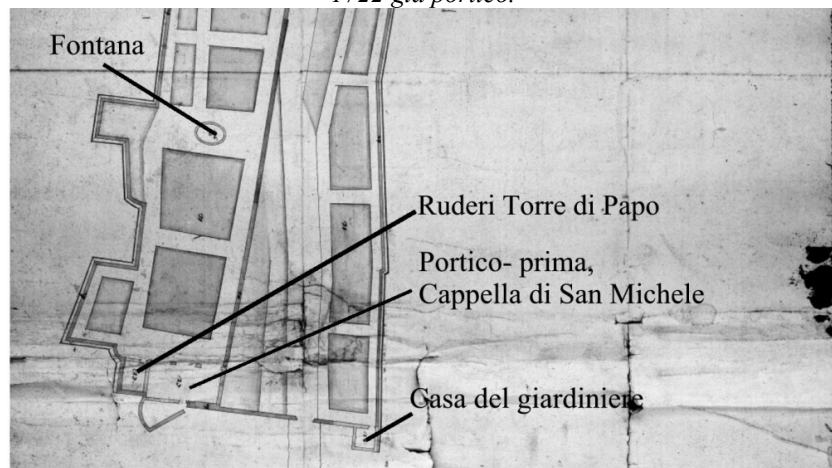 1722 già portico.
Fontana
Ruderi Torre di Papo
Portico- prima,
Cappella di San Michele
Casa del giardiniere